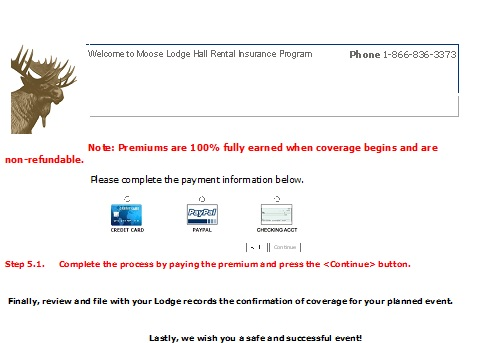 Welcome to Moose Lodge Hall Rental Insurance Program Phone 1-866-836-3373
Note: Premiums are 100% fully earned when coverage begins and are
non-refundable.
Please complete the payment information below.
PayPal
CREDIT CARD PAYPAL CHECKING ACCT
Continue
Step 5.1. Complete the process by paying the premium and press the <Continue> button.
Finally, review and file with your Lodge records the confirmation of coverage for your planned event.
Lastly, we wish you a safe and successful event!